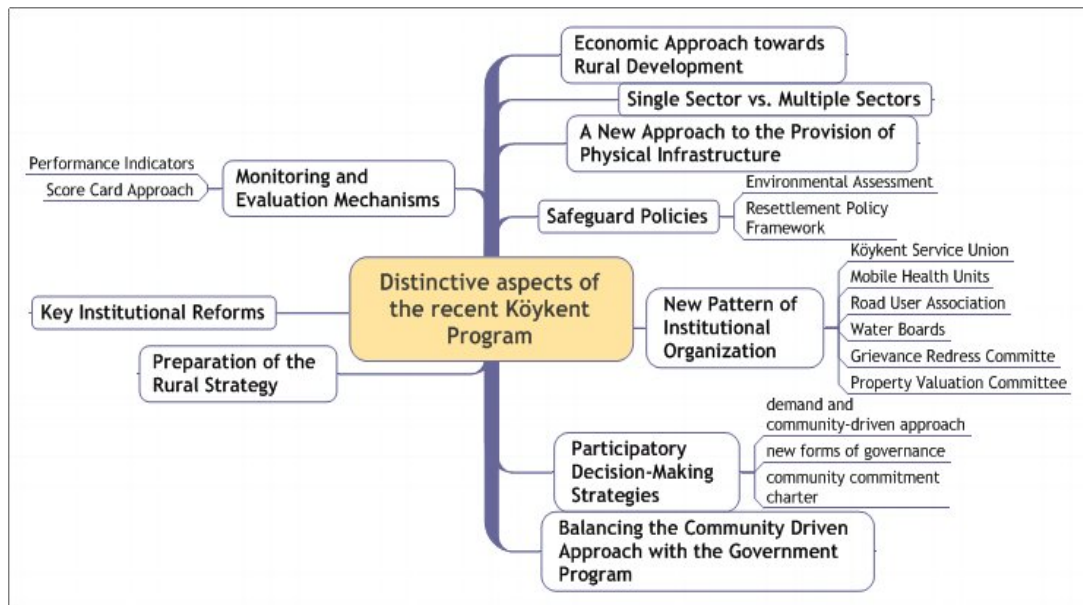 Distinctive aspects of
the recent Köykent
Program
Economic Approach towards
Rural Development
Single Sector vs. Multiple Sectors
A New Approach to the Provision of
Physical Infrastructure
Safeguard Policies
Environmental Assessment
Resettlement Policy
Framework
New Pattern of
Institutional
Organization
Köykent Service Union
Mobile Health Units
Road User Association
Water Boards
Grievance Redress Committe
Property Valuation Committee
Participatory
Decision-Making
Strategies
demand and
community-driven approach
new forms of governance
community commitment
charter
Balancing the Community Driven
Approach with the Government
Program
Monitoring and
Evaluation Mechanisms
Performance Indicators
Score Card Approach
Key Institutional Reforms
Preparation of the
Rural Strategy